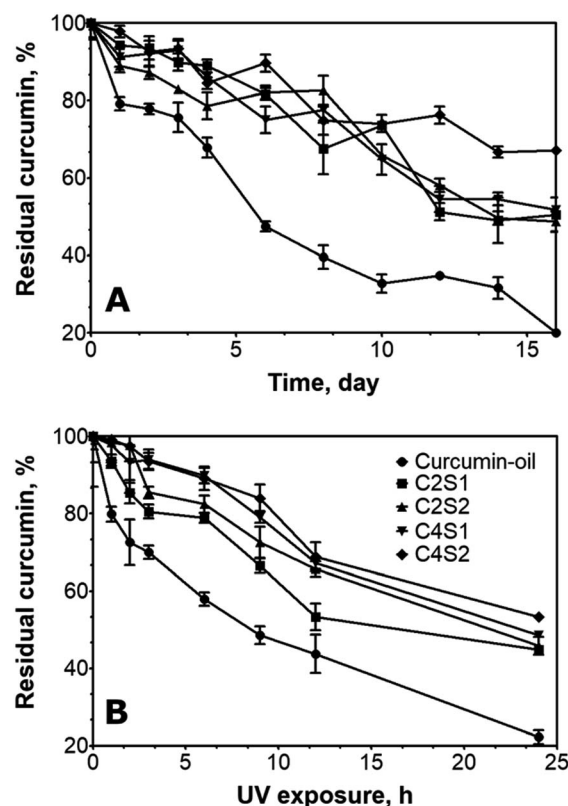 100
80
60
40
20
Residual curcumin, %
A
0
5
10
15
Time, day
100
80
60
40
20
Residual curcumin, %
Curcumin-oil
C2S1
C2S2
C4S1
C4S2
B
0
5
10
15
20
25
UV exposure, h